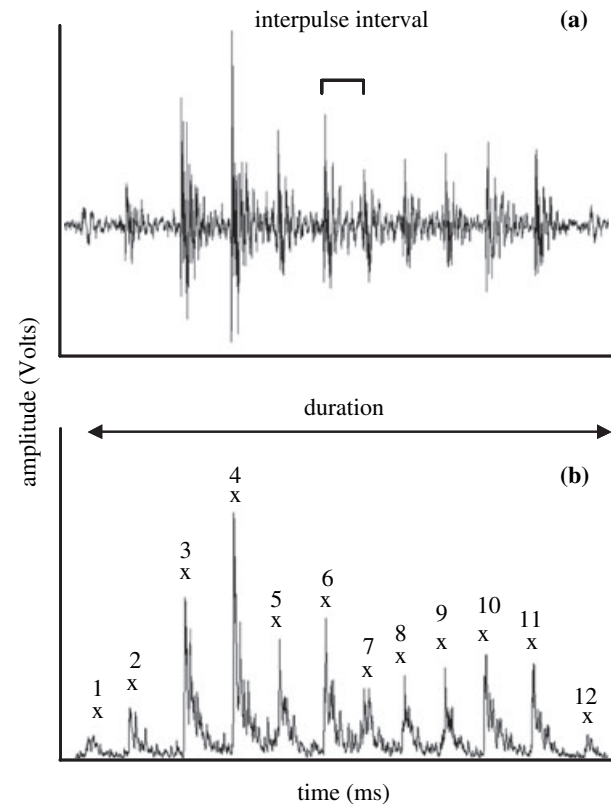 interpulse interval
(a)
amplitude (Volts)
duration
(b)
1
x
2
x
3
x
4
x
5
x
6
x
7
x
8
x
9
x
10
x
11
x
12
x
time (ms)